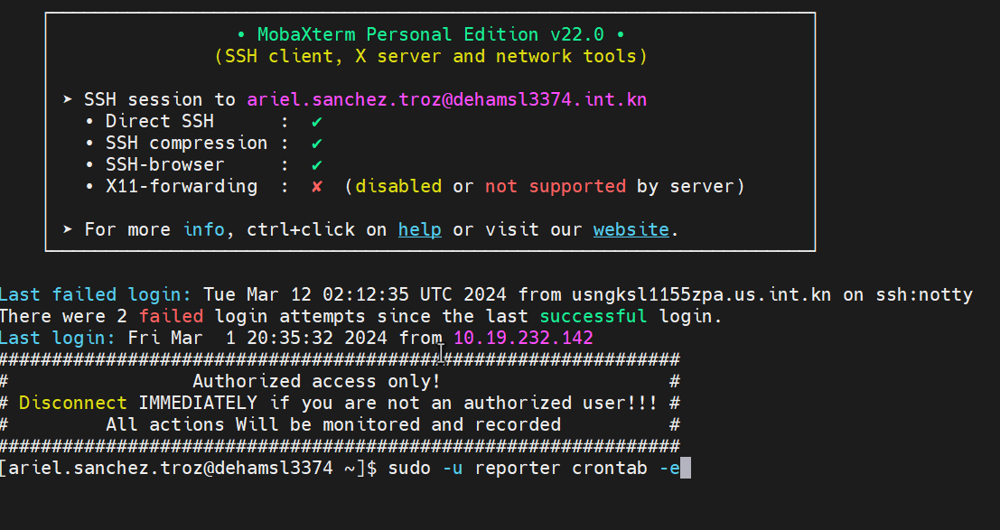 • MobaXterm Personal Edition v22.0 •
(SSH client, X server and network tools)
➤ SSH session to ariel.sanchez.troz@dehamsl3374.int.kn
• Direct SSH : ✔
• SSH compression : ✔
• SSH-browser : ✔
• X11-forwarding : ✘ (disabled or not supported by server)
➤ For more info, ctrl+click on help or visit our website.
Last failed login: Tue Mar 12 02:12:35 UTC 2024 from usngksl1155zpa.us.int.kn on ssh:notty
There were 2 failed login attempts since the last successful login.
Last login: Fri Mar  1 20:35:32 2024 from 10.19.232.142
###############################################################
# Authorized access only! #
# Disconnect IMMEDIATELY if you are not an authorized user!!! #
# All actions Will be monitored and recorded #
###############################################################
[ariel.sanchez.troz@dehamsl3374 ~]$ sudo -u reporter crontab -e